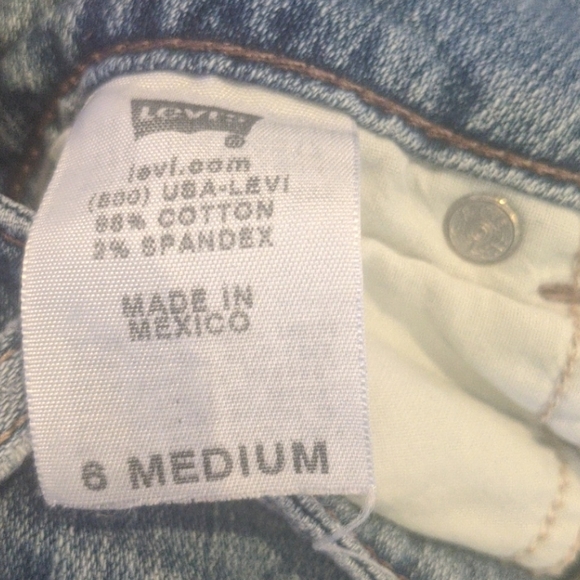 Levi's
®
levi.com
(800) USA-LEVI
98% COTTON
2% SPANDEX
MADE IN
MEXICO
6 MEDIUM